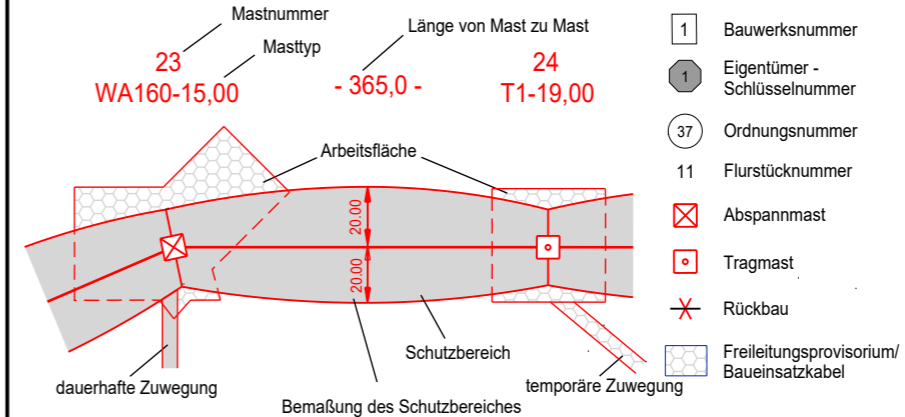 Mastnummer
Masttyp
Länge von Mast zu Mast
23
WA160-15,00
- 365,0 -
24
T1-19,00
Arbeitsfläche
20.00
20.00
Schutzbereich
dauerhafte Zuwegung
temporäre Zuwegung
Bemaßung des Schutzbereiches
1
Bauwerksnummer
1
Eigentümer -
Schlüsselnummer
37
Ordnungsnummer
11
Flurstücknummer
Abspannmast
Tragmast
Rückbau
Freileitungsprovisorium/
Baueinsatzkabel